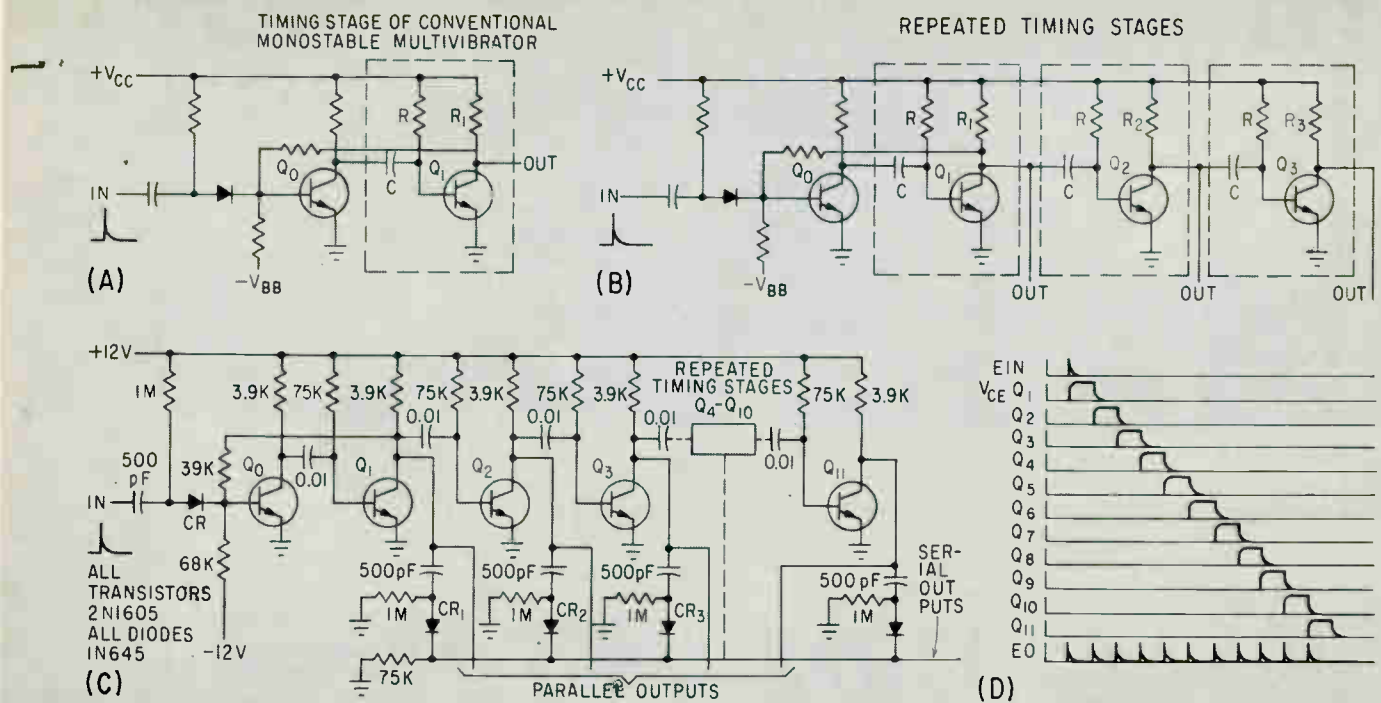 TIMING STAGE OF CONVENTIONAL
MONOSTABLE MULTIVIBRATOR
+VCC
R
R1
Q0
Q1
C
OUT
IN
-VBB
(A)
REPEATED TIMING STAGES
+VCC
R
R1
R
R2
R
R3
Q0
Q1
Q2
Q3
C
C
C
IN
-VBB
OUT
OUT
OUT
(B)
+12V
1M
3.9K
75K
3.9K
75K
3.9K
75K
3.9K
REPEATED
TIMING STAGES
Q4-Q10
75K
3.9K
0.01
0.01
0.01
0.01
0.01
500
pF
39K
Q0
Q1
Q2
Q3
Q11
IN
CR
68K
ALL
TRANSISTORS
2N1605
ALL DIODES
1N645
-12V
500pF
500pF
500pF
500pF
1M
CR1
1M
CR2
1M
CR3
1M
SER-
IAL
OUT
PUTS
75K
PARALLEL OUTPUTS
(C)
EIN
VCE Q1
Q2
Q3
Q4
Q5
Q6
Q7
Q8
Q9
Q10
Q11
EO
(D)